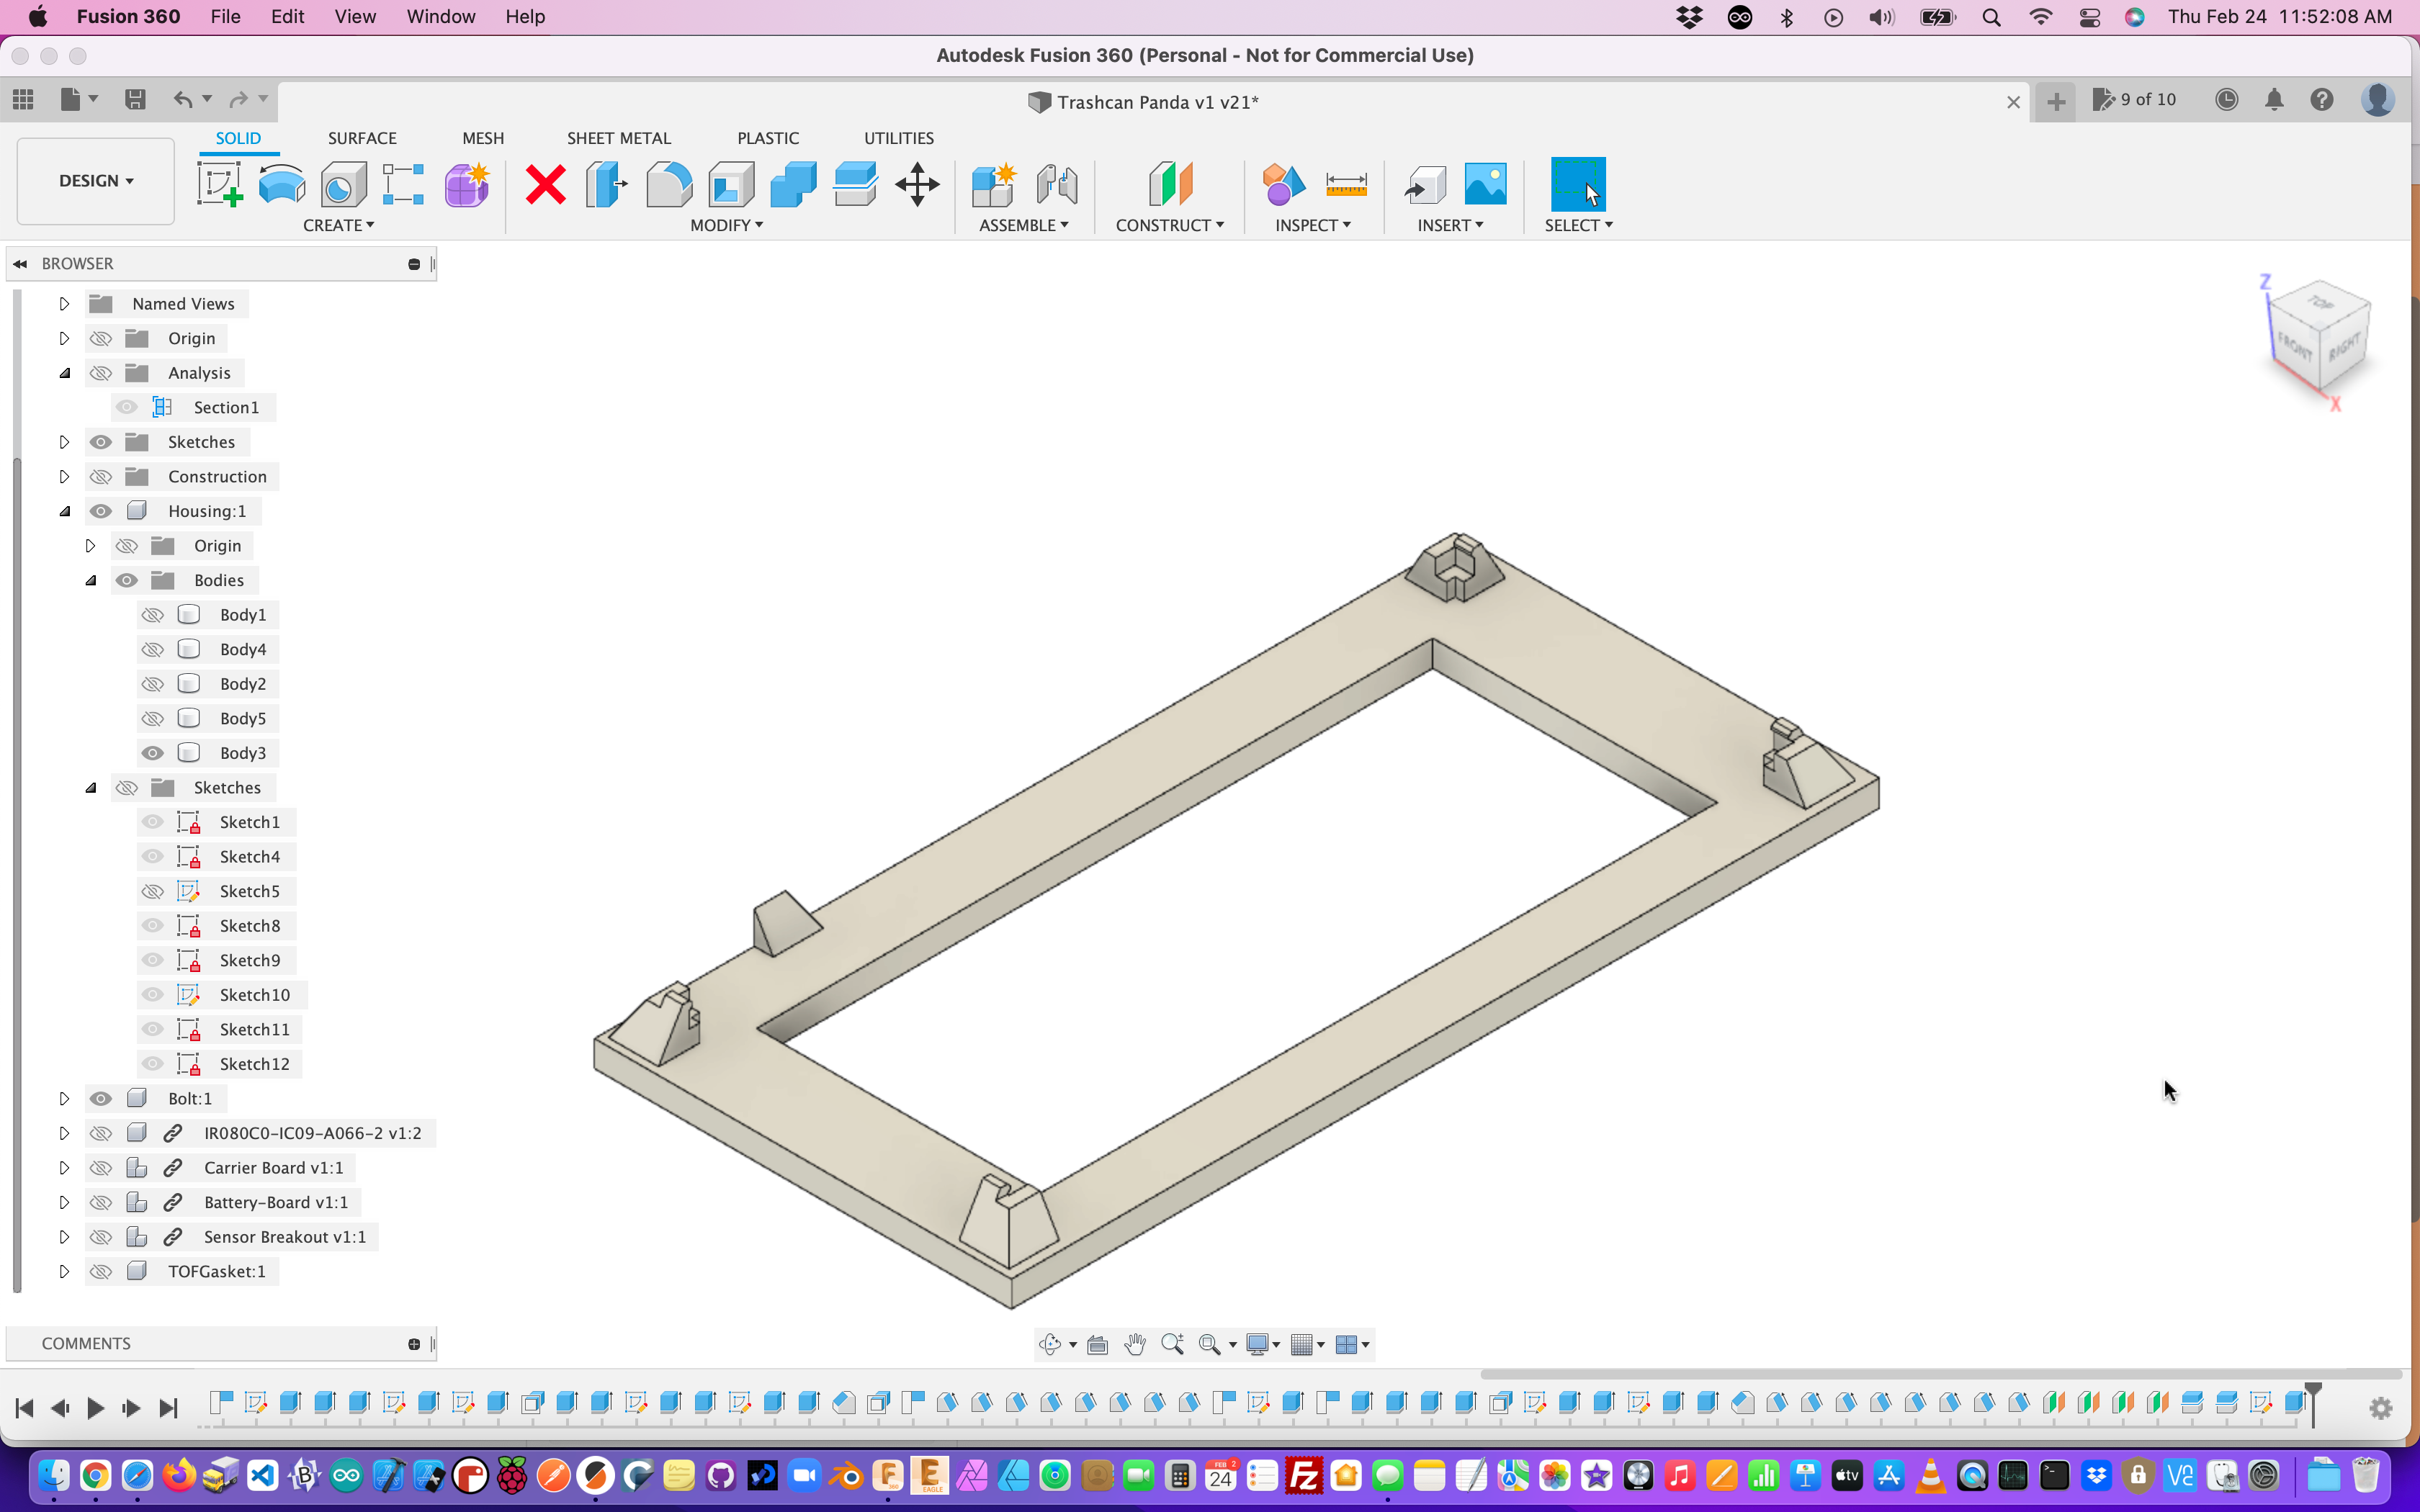 Fusion 360 File Edit View Window Help Thu Feb 24 11:52:08 AM
Autodesk Fusion 360 (Personal - Not for Commercial Use)
Trashcan Panda v1 v21* 9 of 10
SOLID SURFACE MESH SHEET METAL PLASTIC UTILITIES
DESIGN
CREATE MODIFY ASSEMBLE CONSTRUCT INSPECT INSERT SELECT
BROWSER
Named Views
Origin
Analysis
Section1
Sketches
Construction
Housing:1
Origin
Bodies
Body1
Body4
Body2
Body5
Body3
Sketches
Sketch1
Sketch4
Sketch5
Sketch8
Sketch9
Sketch10
Sketch11
Sketch12
Bolt:1
IR080C0-IC09-A066-2 v1:2
Carrier Board v1:1
Battery-Board v1:1
Sensor Breakout v1:1
TOFGasket:1
Z
TOP
FRONT RIGHT
X
COMMENTS
FEB 2
24
EAGLE
tv